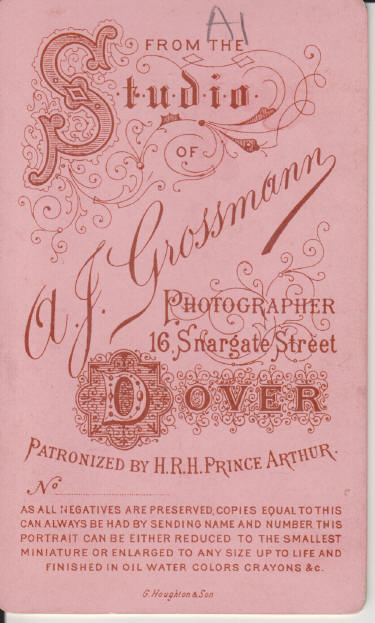 A1
FROM THE
Studio
OF
A. J. Grossmann
PHOTOGRAPHER
16, Snargate Street
DOVER
PATRONIZED BY H.R.H. PRINCE ARTHUR.
No
AS ALL NEGATIVES ARE PRESERVED, COPIES EQUAL TO THIS
CAN ALWAYS BE HAD BY SENDING NAME AND NUMBER. THIS
PORTRAIT CAN BE EITHER REDUCED TO THE SMALLEST
MINIATURE OR ENLARGED TO ANY SIZE UP TO LIFE AND
FINISHED IN OIL WATER COLORS CRAYONS &c.
G. Houghton & Son